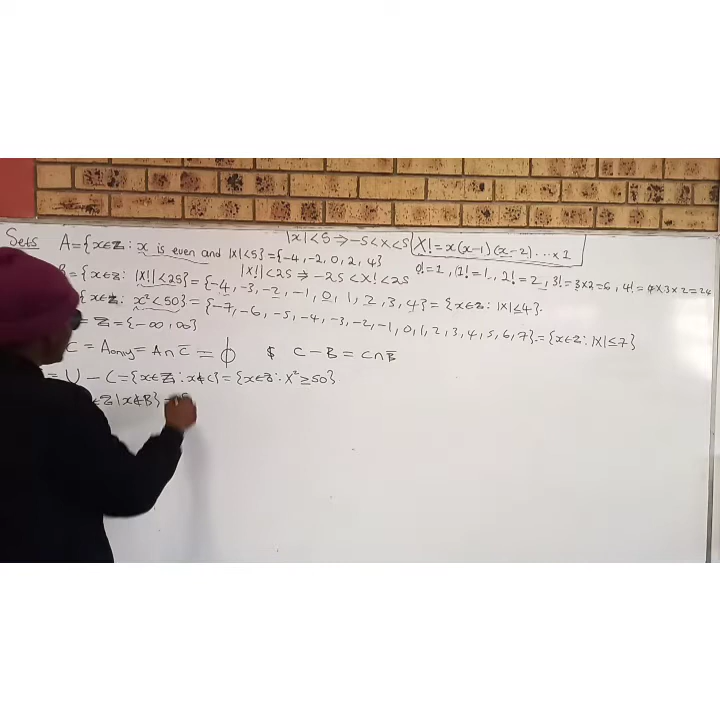 Sets A={x∈ℤ: x is even and |x|<5}={-4, -2, 0, 2, 4}
|x|<5 ⇒ -5<x<5
X!=x(x-1)(x-2)....x1
B={x∈ℤ: |X!|<25}={-4, -3, -2, -1, 0, 1, 2, 3, 4}={x∈ℤ: |X|≤4}.
|X!|<25 ⇒ -25<X!<25
0!=1, 1!=1, 2!=2, 3!=3x2=6, 4!=4x3x2=24
{x∈ℤ: x²<50}={-7, -6, -5, -4, -3, -2, -1, 0, 1, 2, 3, 4, 5, 6, 7}={x∈ℤ: |X|≤7}
= ℤ={-∞, ∞}
C = Aonly = A∩C̅ = ϕ & C-B = C∩B̅
= U - C={x∈ℤ: x∉C}={x∈ℤ: X²≥50}
∈ℤ|x∉B}=